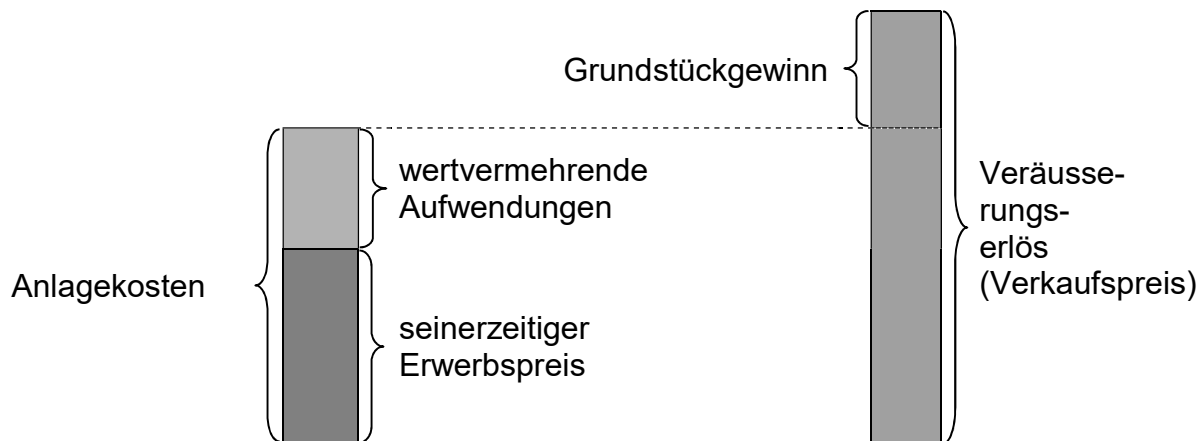 Grundstückgewinn
wertvermehrende
Aufwendungen
Veräusse-
rungs-
erlös
(Verkaufspreis)
Anlagekosten
seinerzeitiger
Erwerbspreis